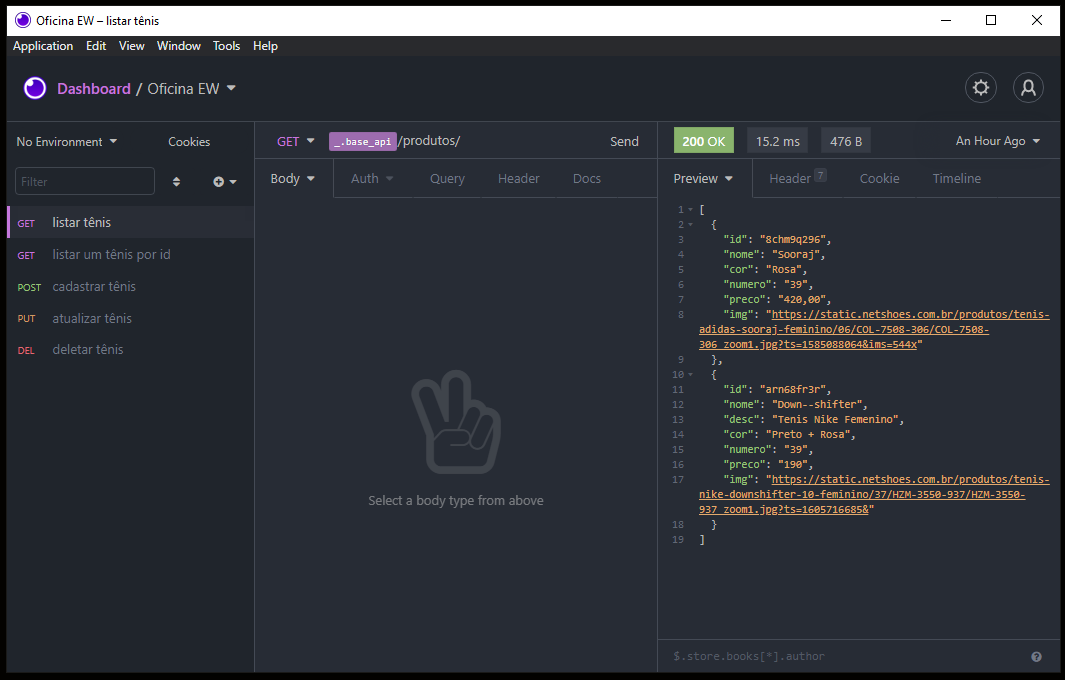 Oficina EW – listar tênis
Application Edit View Window Tools Help
Dashboard / Oficina EW
No Environment Cookies
Filter
GET listar tênis
GET listar um tênis por id
POST cadastrar tênis
PUT atualizar tênis
DEL deletar tênis
GET _.base_api/produtos/ Send
Body Auth Query Header Docs
Select a body type from above
200 OK 15.2 ms 476 B An Hour Ago
Preview Header 7 Cookie Timeline
1 [
2 {
3 "id": "8chm9q296",
4 "nome": "Sooraj",
5 "cor": "Rosa",
6 "numero": "39",
7 "preco": "420,00",
8 "img": "https://static.netshoes.com.br/produtos/tenis-
adidas-sooraj-feminino/06/COL-7508-306/COL-7508-
306_zoom1.jpg?ts=1585088064&ims=544x"
9 },
10 {
11 "id": "arn68fr3r",
12 "nome": "Down--shifter",
13 "desc": "Tenis Nike Femenino",
14 "cor": "Preto + Rosa",
15 "numero": "39",
16 "preco": "190",
17 "img": "https://static.netshoes.com.br/produtos/tenis-
nike-downshifter-10-feminino/37/HZM-3550-937/HZM-3550-
937_zoom1.jpg?ts=1605716685&"
18 }
19 ]
$.store.books[*].author